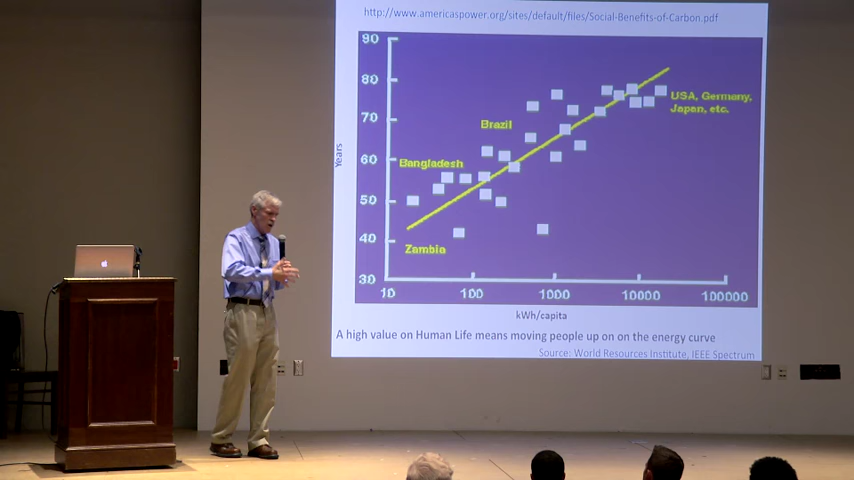 http://www.americaspower.org/sites/default/files/Social-Benefits-of-Carbon.pdf
90
80
70
60
50
40
30
Years
USA, Germany,
Japan, etc.
Brazil
Bangladesh
Zambia
10 100 1000 10000 100000
kWh/capita
A high value on Human Life means moving people up on on the energy curve
Source: World Resources Institute, IEEE Spectrum